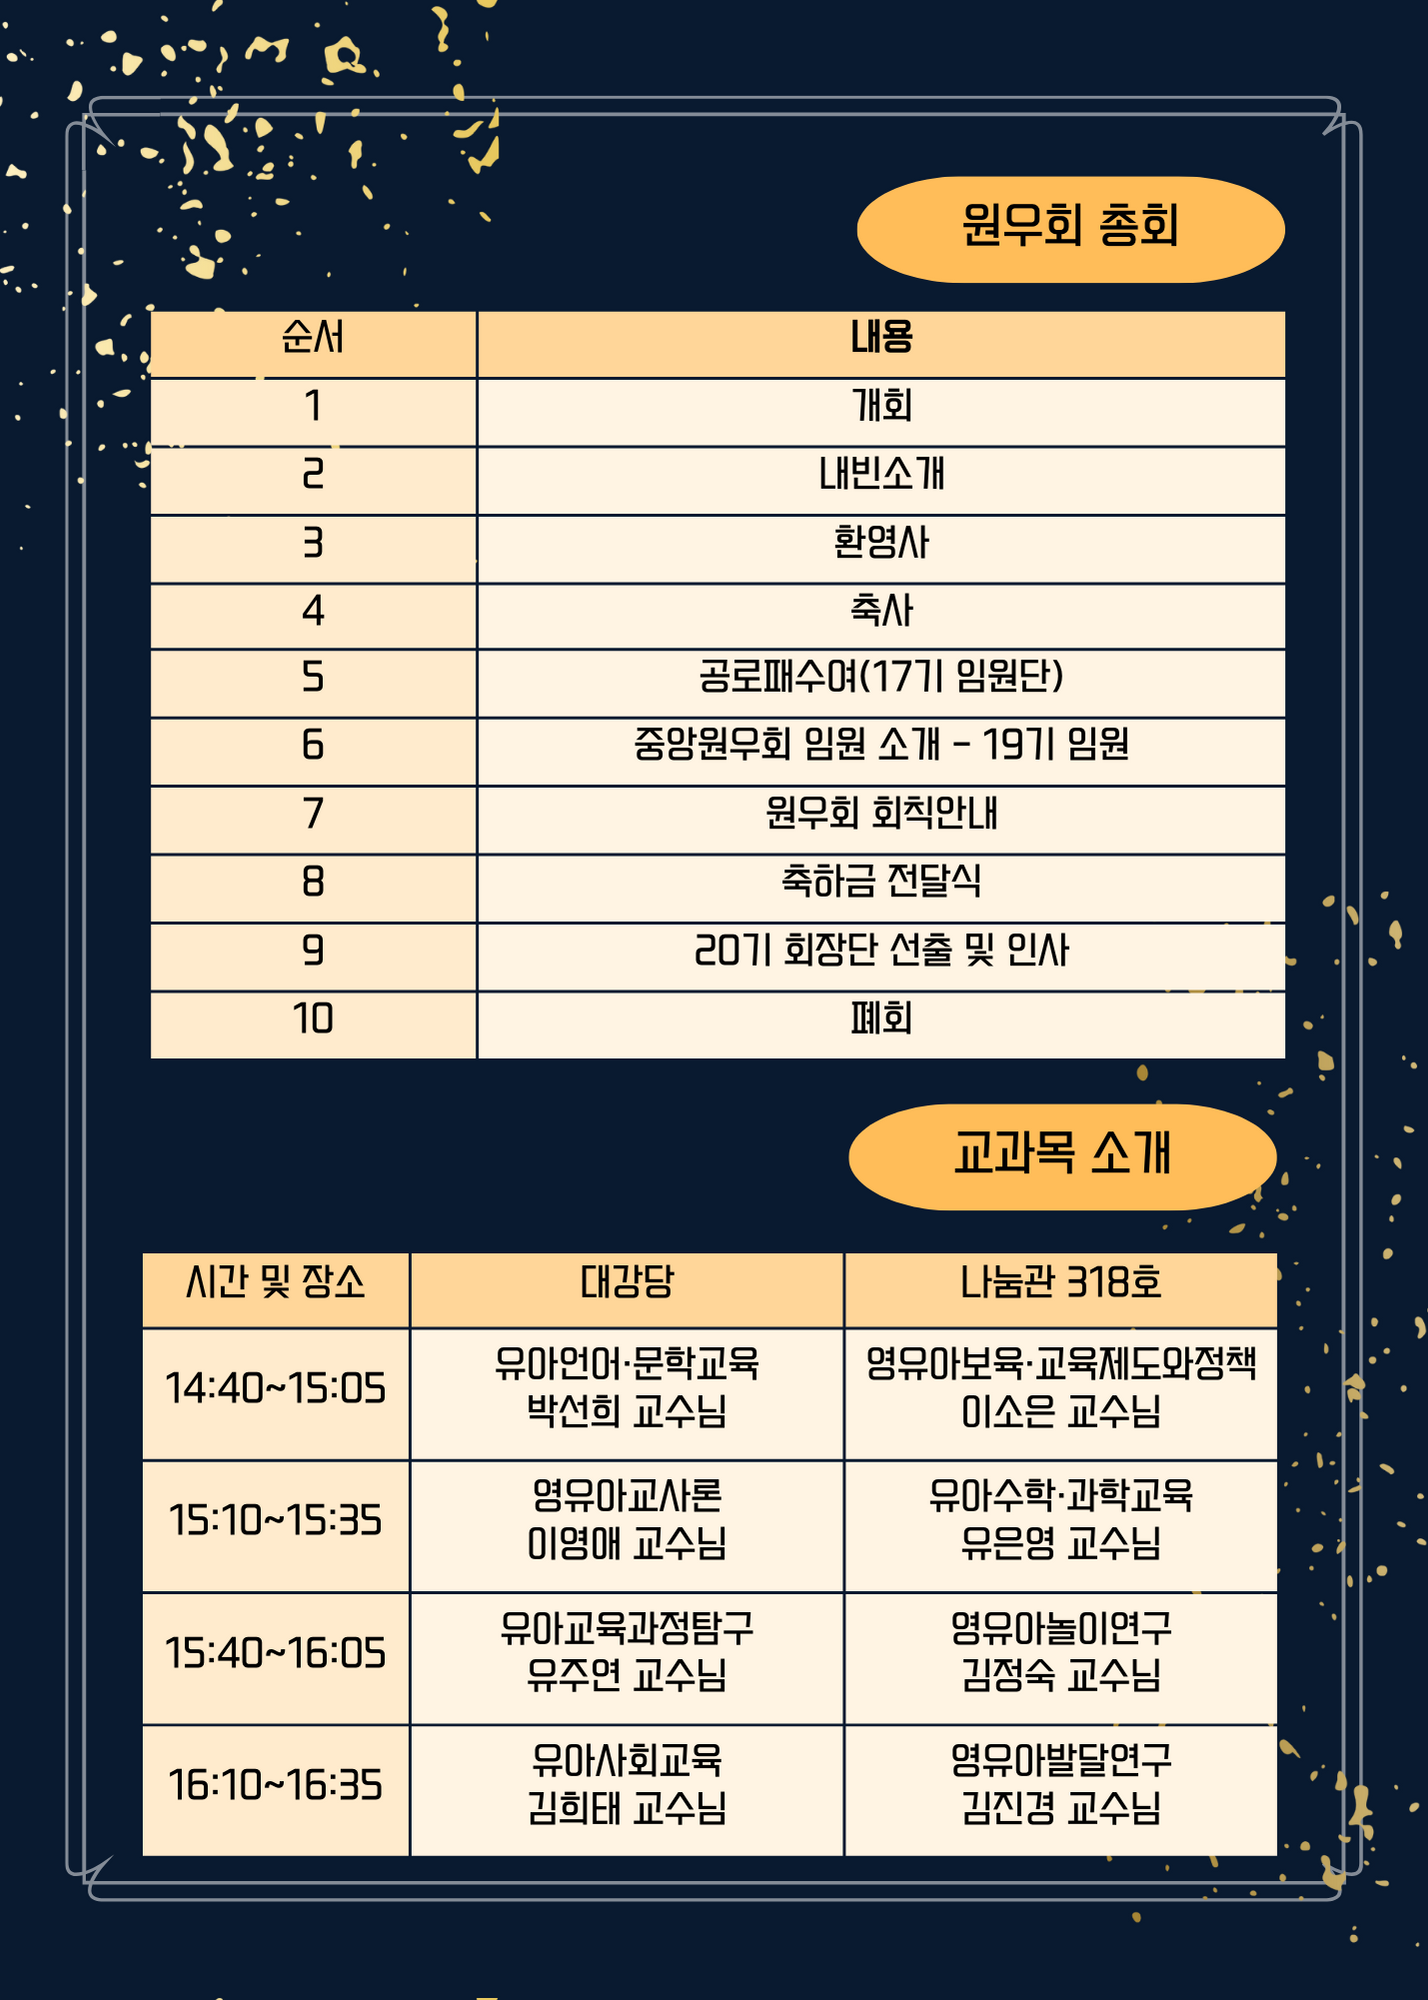 원우회 총회
순서 내용
1 개회
2 내빈소개
3 환영사
4 축사
5 공로패수여(17기 임원단)
6 중앙원우회 임원 소개 - 19기 임원
7 원우회 회칙안내
8 축하금 전달식
9 20기 회장단 선출 및 인사
10 폐회
교과목 소개
시간 및 장소 대강당 나눔관 318호
14:40~15:05
유아언어·문학교육
박선희 교수님
영유아보육·교육제도와정책
이소은 교수님
15:10~15:35
영유아교사론
이영애 교수님
유아수학·과학교육
유은영 교수님
15:40~16:05
유아교육과정탐구
유주연 교수님
영유아놀이연구
김정숙 교수님
16:10~16:35
유아사회교육
김희태 교수님
영유아발달연구
김진경 교수님